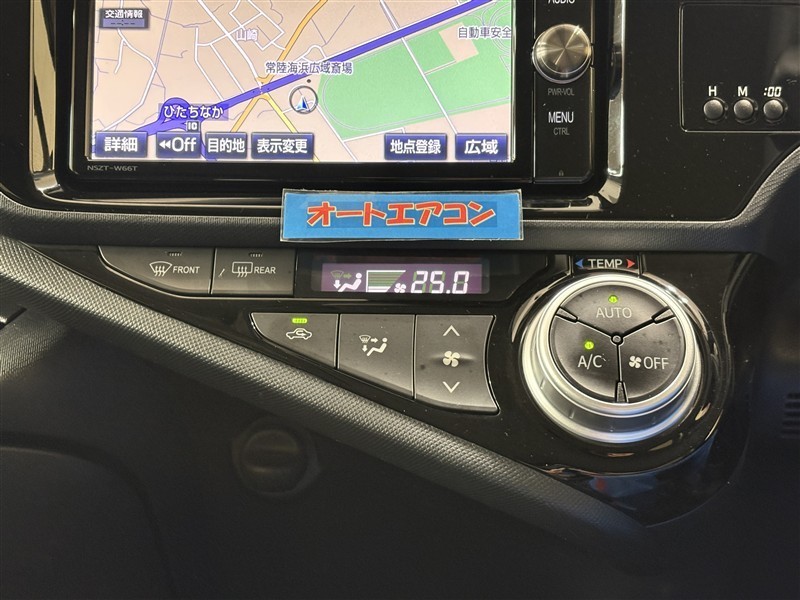 交通情報
AUDIO
山崎
自動車安全
常陸海浜広域斎場
PWR-VOL
H M :00
ひたちなか
10
MENU
CTRL
詳細
◀◀Off
目的地
表示変更
地点登録
広域
NSZT-W66T
オートエアコン
FRONT
REAR
25.0
TEMP
AUTO
A/C
OFF